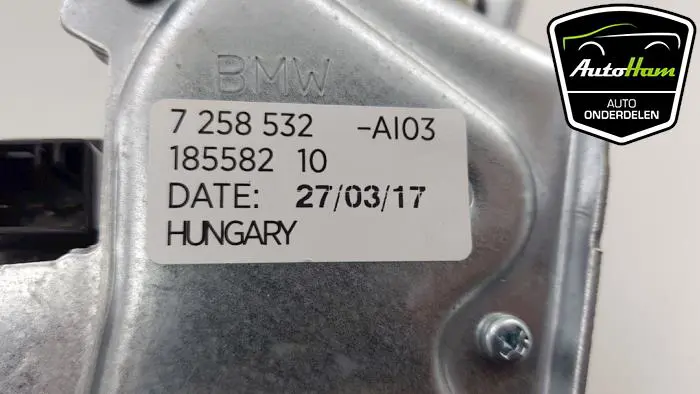 BMW
7 258 532 -AI03
185582 10
DATE: 27/03/17
HUNGARY
AutoHam
AUTO
ONDERDELEN